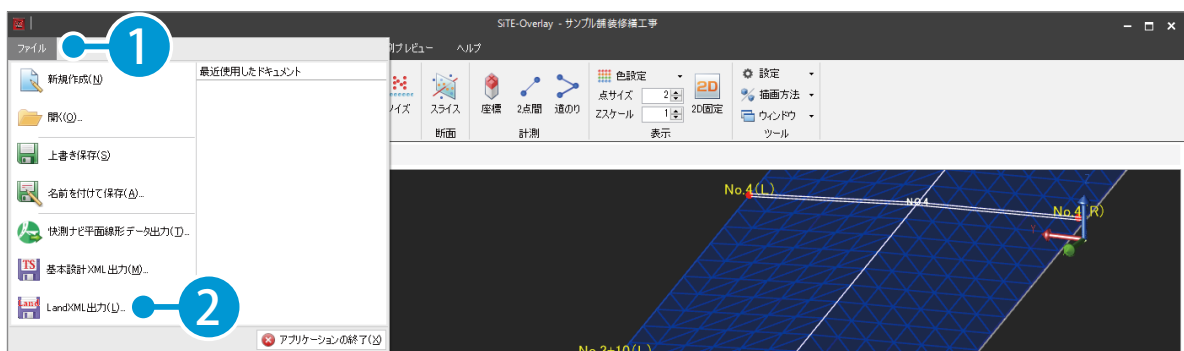 SiTE-Overlay - サンプル舗装修繕工事
ファイル
1
プレビュー ヘルプ
新規作成(N)
最近使用したドキュメント
開く(O)...
上書き保存(S)
名前を付けて保存(A)...
快測ナビ平面線形データ出力(T)...
基本設計XML出力(M)...
LandXML出力(L)...
2
アプリケーションの終了(X)
イズ
スライス
断面
座標
2点間
道のり
計測
色設定
点サイズ 2
Zスケール 1
2D
2D固定
表示
設定
描画方法
ウィンドウ
ツール
No.4(L)
NO.4
No.4(R)
Z
Y
No.3+10(L)
TS
Land